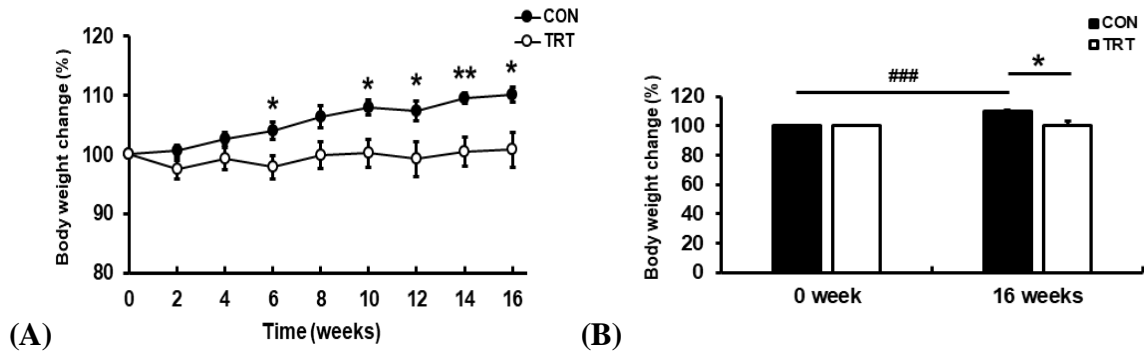 CON
TRT
Body weight change (%)
120
110
100
90
80
*
*
*
**
*
0 2 4 6 8 10 12 14 16
Time (weeks)
(A)
CON
TRT
###
*
Body weight change (%)
120
100
80
60
40
20
0
0 week 16 weeks
(B)